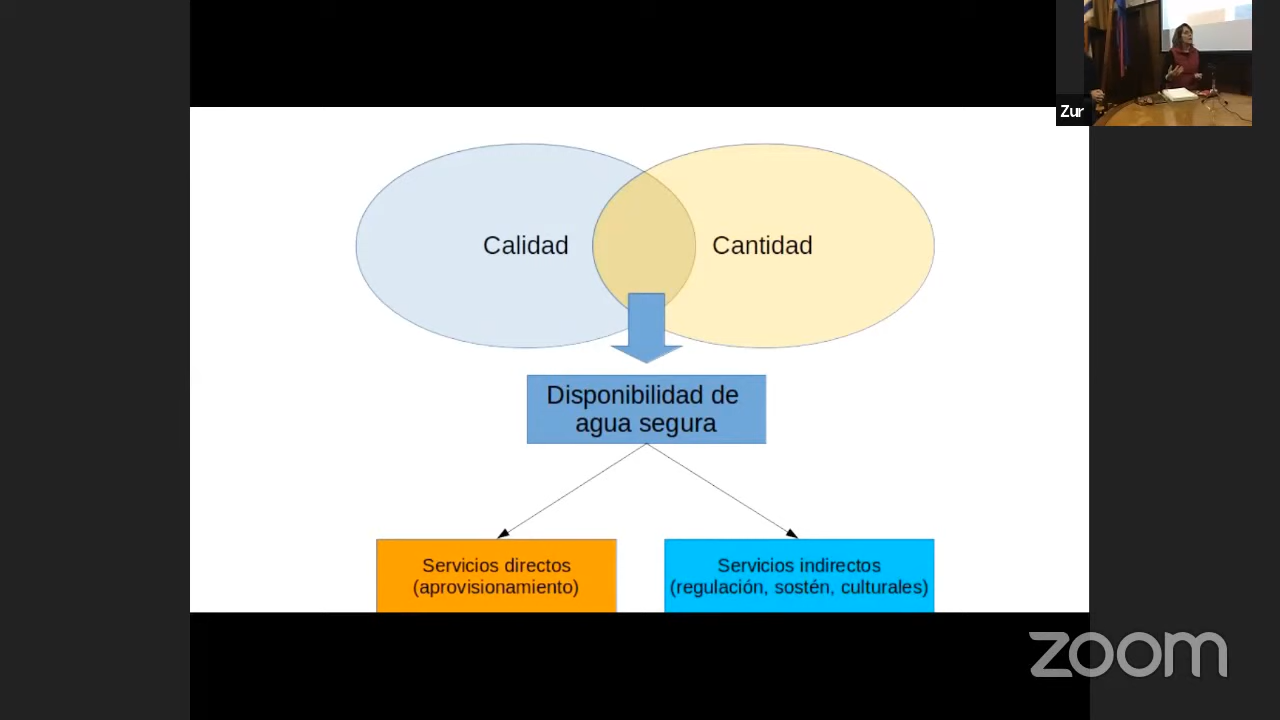 Zur
Calidad
Cantidad
Disponibilidad de
agua segura
Servicios directos
(aprovisionamiento)
Servicios indirectos
(regulación, sostén, culturales)
zoom